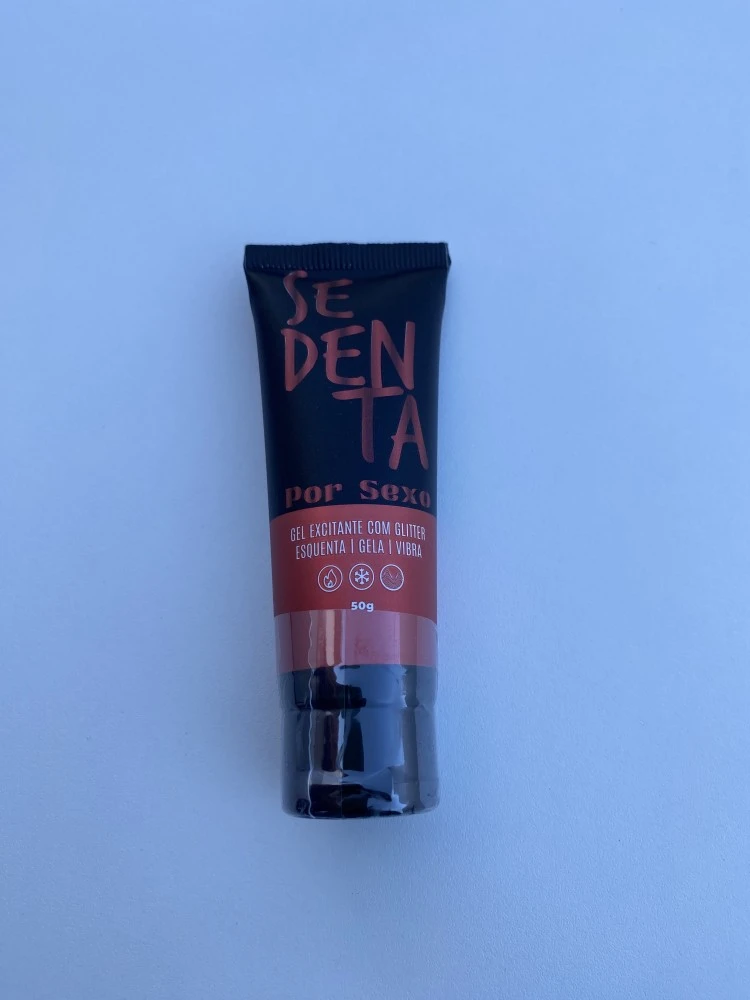 SE
DEN
TA
por sexo
GEL EXCITANTE COM GLITTER
ESQUENTA | GELA | VIBRA
50g